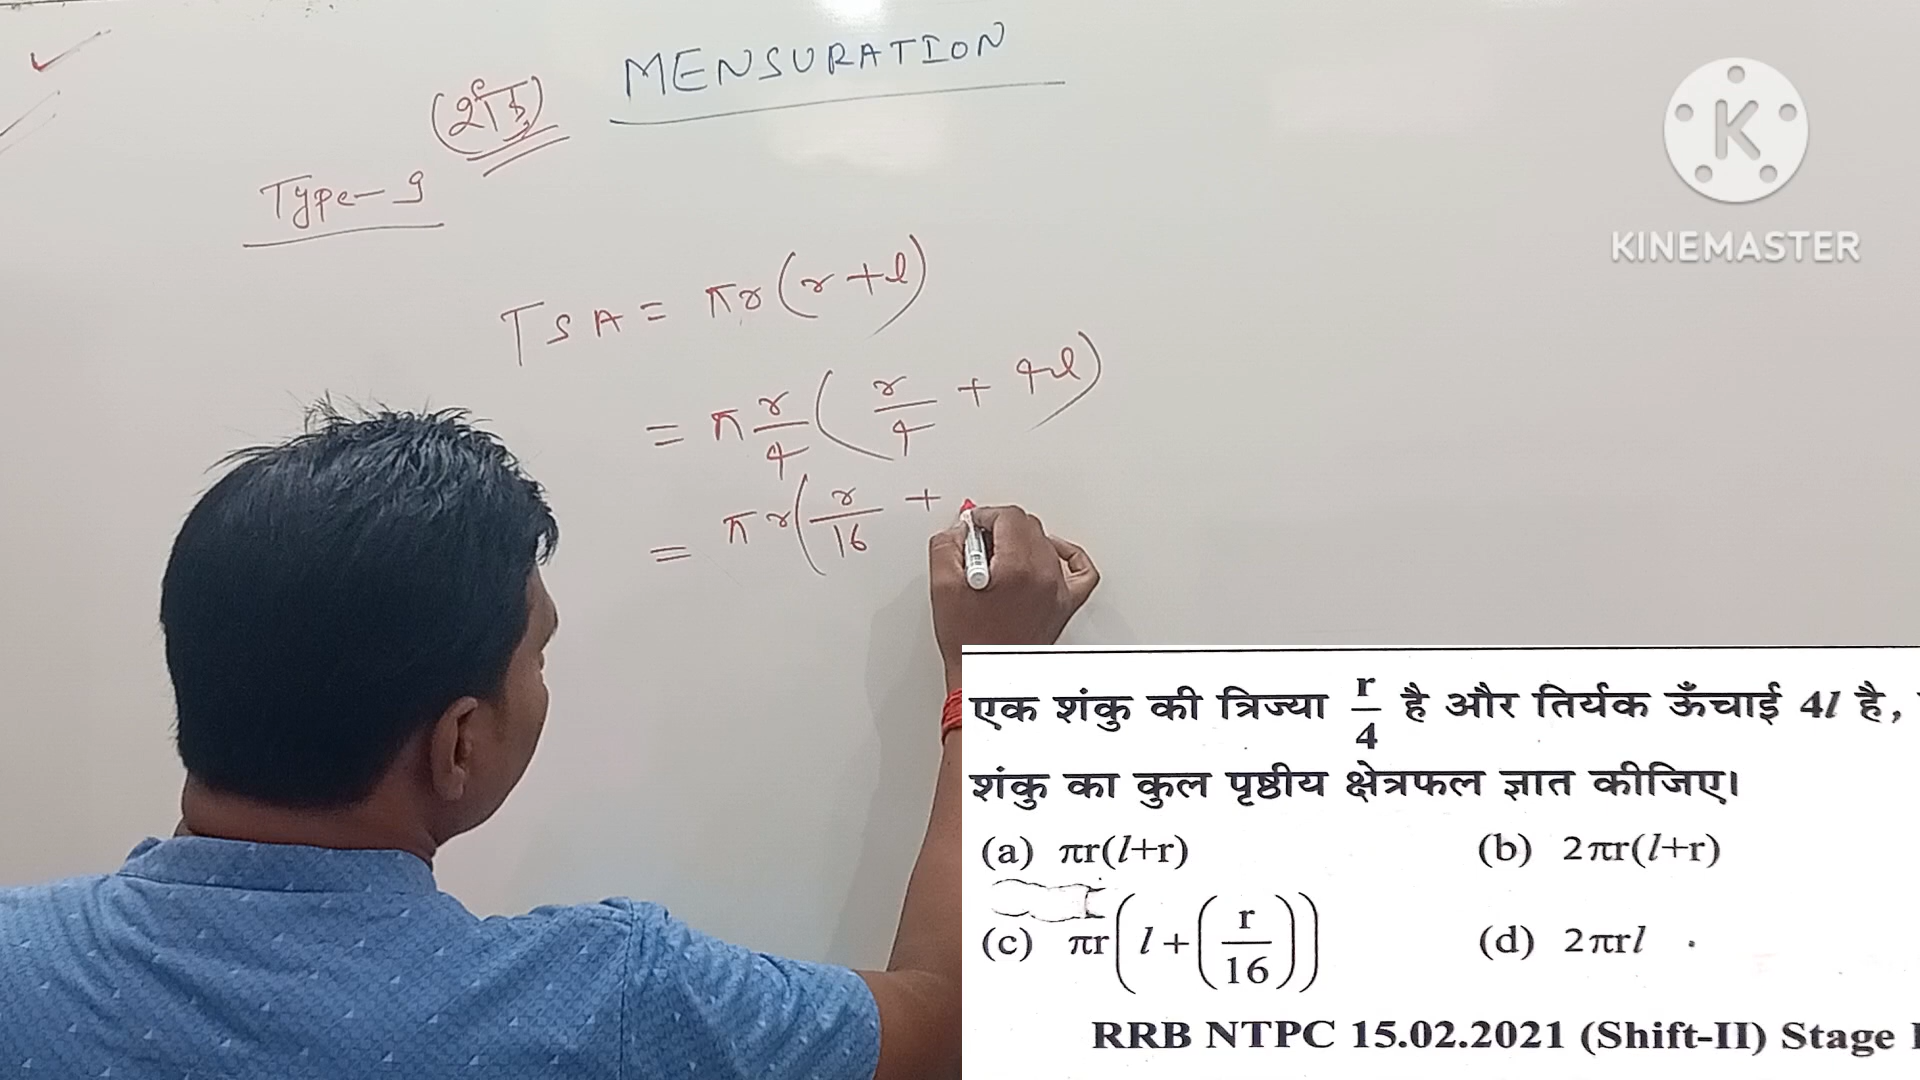 MENSURATION
(शंकु)
Type-9
TSA = πr(r+l)
= π r/4 ( r/4 + 4l )
= πr( r/16 +
KINEMASTER
एक शंकु की त्रिज्या r/4 है और तिर्यक ऊँचाई 4l है,
शंकु का कुल पृष्ठीय क्षेत्रफल ज्ञात कीजिए।
(a) πr(l+r) (b) 2πr(l+r)
(c) πr(l+(r/16)) (d) 2πrl
RRB NTPC 15.02.2021 (Shift-II) Stage